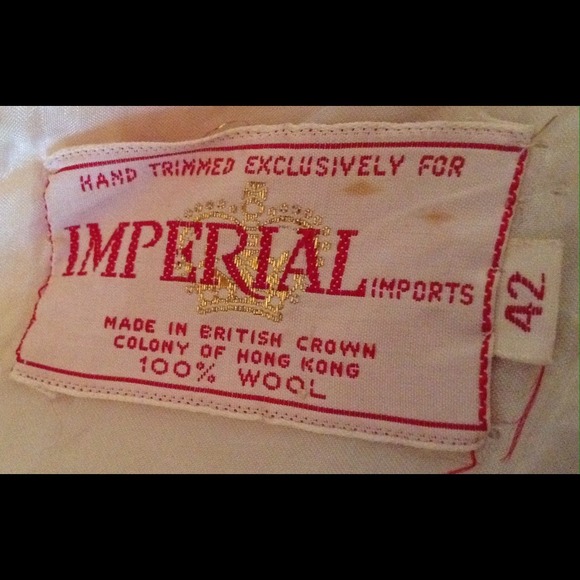 HAND TRIMMED EXCLUSIVELY FOR
IMPERIAL IMPORTS
MADE IN BRITISH CROWN
COLONY OF HONG KONG
100% WOOL
42